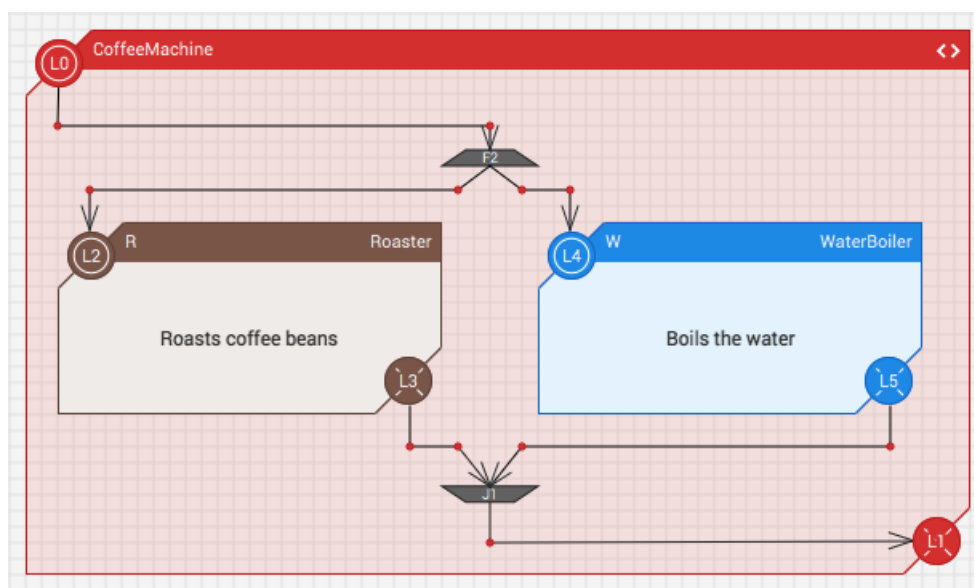 L0 CoffeeMachine <>
F2
L2 R Roaster
L4 W WaterBoiler
Roasts coffee beans
Boils the water
L3
L5
J1
L1